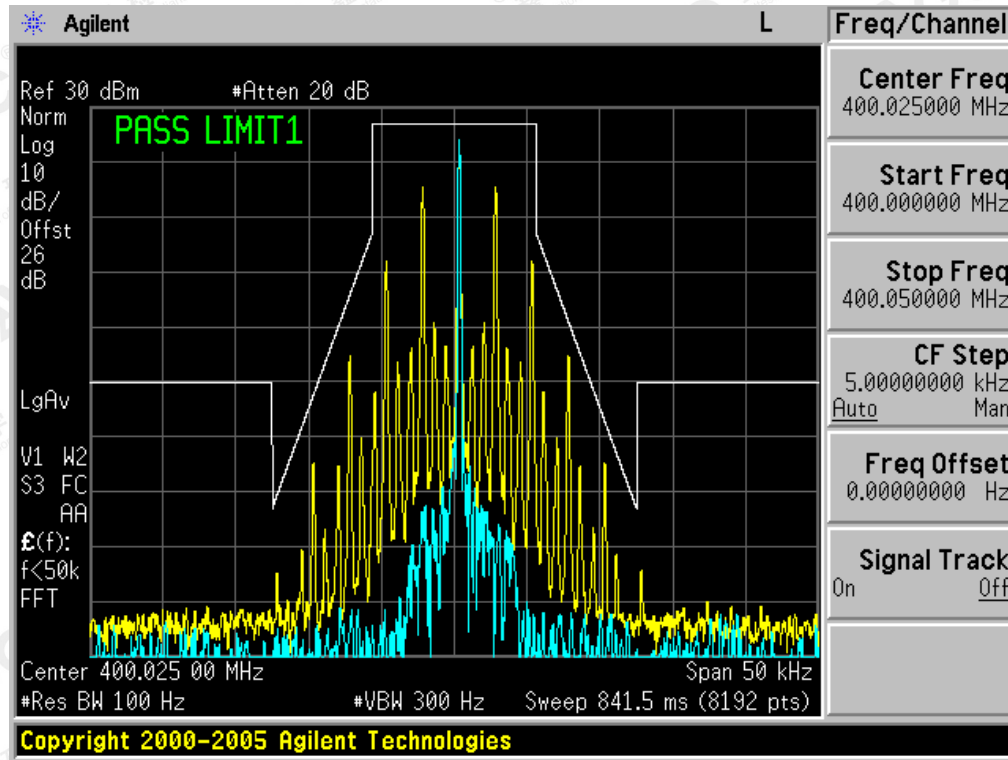 Agilent L Freq/Channel
Ref 30 dBm #Atten 20 dB
Norm
Log
10
dB/
Offst
26
dB
PASS LIMIT1
LgAv
V1 W2
S3 FC
AA
£(f):
f<50k
FFT
Center 400.025 00 MHz Span 50 kHz
#Res BW 100 Hz #VBW 300 Hz Sweep 841.5 ms (8192 pts)
Copyright 2000-2005 Agilent Technologies
Center Freq
400.025000 MHz
Start Freq
400.000000 MHz
Stop Freq
400.050000 MHz
CF Step
5.00000000 kHz
Auto Man
Freq Offset
0.00000000 Hz
Signal Track
On Off